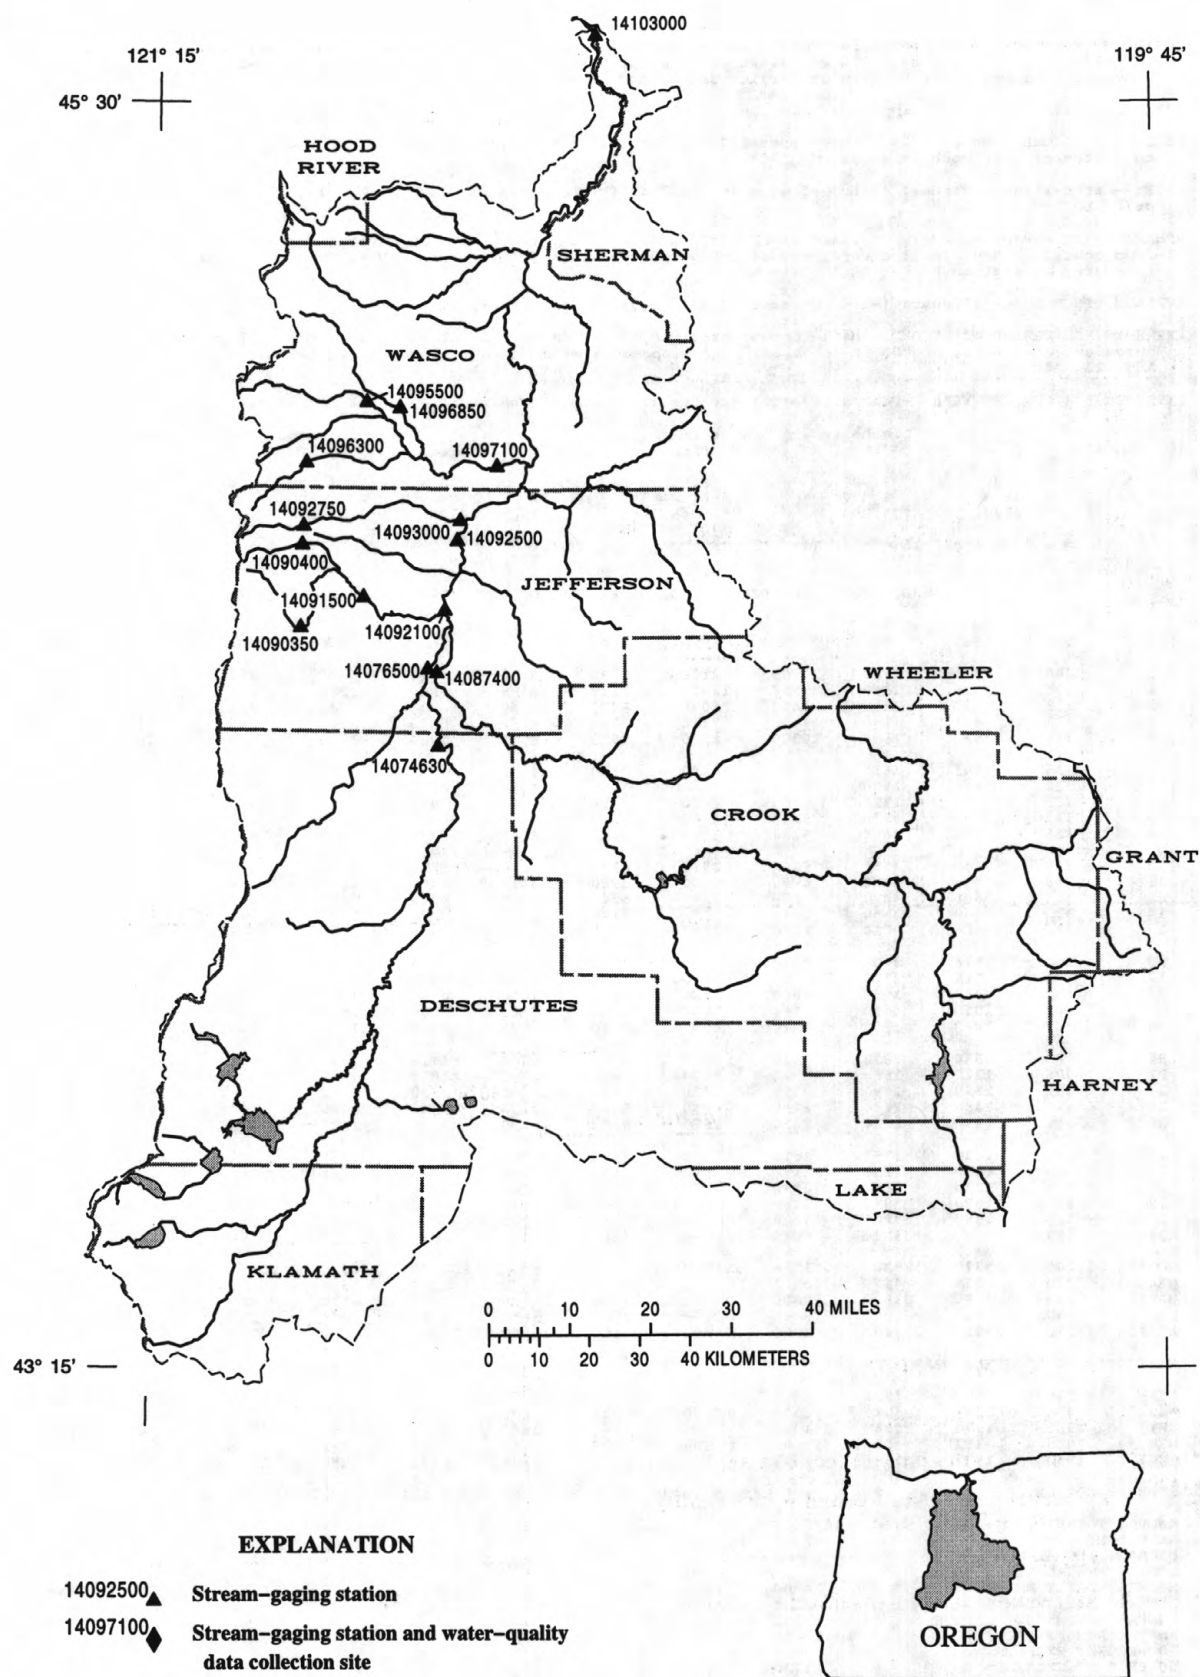 14103000
121° 15'
119° 45'
45° 30'
HOOD
RIVER
SHERMAN
WASCO
14095500
14096850
14096300
14097100
14092750
14093000
14092500
14090400
JEFFERSON
14091500
14092100
14090350
14076500
14087400
WHEELER
14074630
CROOK
GRANT
DESCHUTES
HARNEY
LAKE
KLAMATH
0 10 20 30 40 MILES
0 10 20 30 40 KILOMETERS
43° 15'
EXPLANATION
14092500 Stream-gaging station
14097100 Stream-gaging station and water-quality
data collection site
OREGON